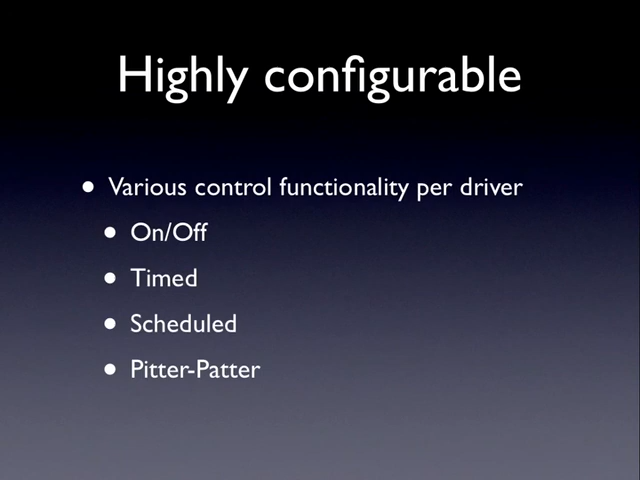 Highly configurable
• Various control functionality per driver
• On/Off
• Timed
• Scheduled
• Pitter-Patter